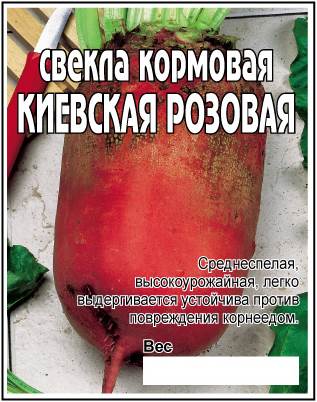 СВЕКЛА КОРМОВАЯ
КИЕВСКАЯ РОЗОВАЯ
Среднеспелая,
высокоурожайная, легко
выдергивается устойчива против
повреждения корнеедом.
Вес